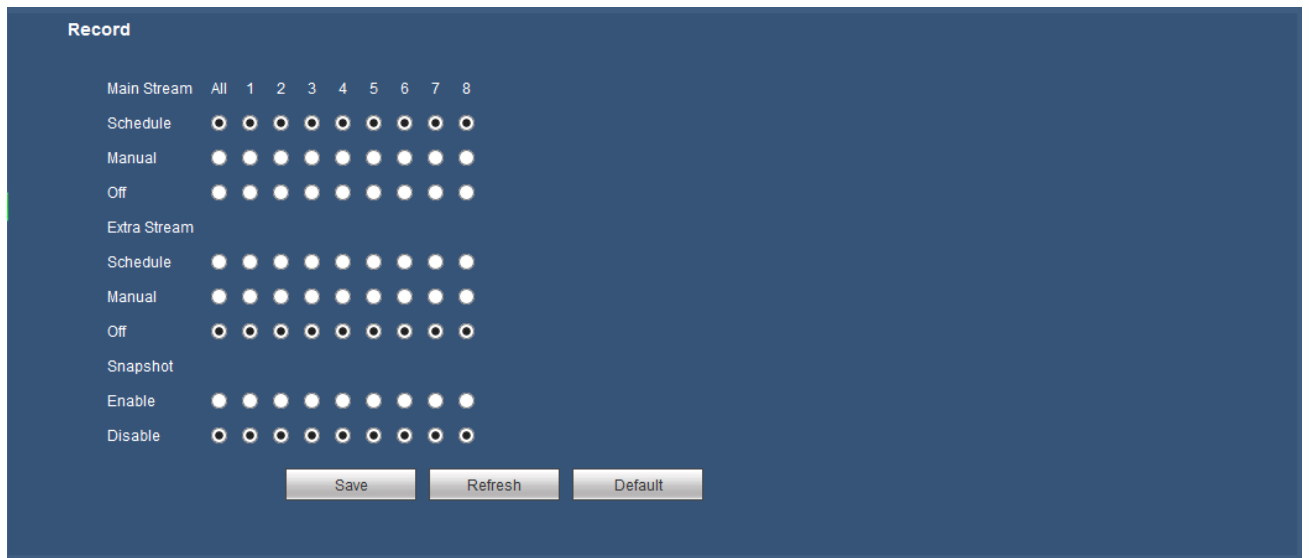 Record
Main Stream All 1 2 3 4 5 6 7 8
Schedule
Manual
Off
Extra Stream
Schedule
Manual
Off
Snapshot
Enable
Disable
Save Refresh Default